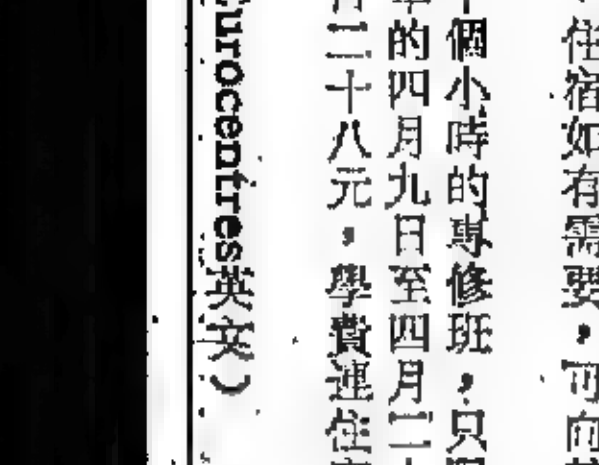 住宿如有需要，可向
個小時的專修班，只
的四月九日至四月二
二十八元，學費連住
urocentres英文）